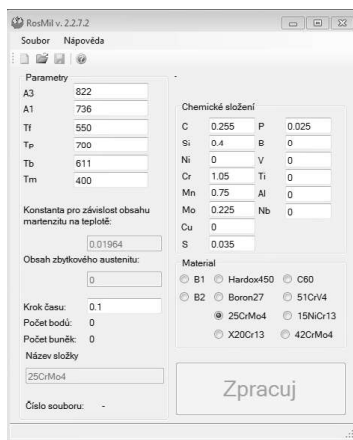 RosMil v. 2.2.7.2
Soubor Nápověda
Parametry
A3 822
A1 736
Tf 550
Tp 700
Tb 611
Tm 400
Konstanta pro závislost obsahu
martenzitu na teplotě:
0.01964
Obsah zbytkového austenitu:
0
Krok času: 0.1
Počet bodů: 0
Počet buněk: 0
Název složky
25CrMo4
Číslo souboru: -
-
Chemické složení
C 0.255 P 0.025
Si 0.4 B 0
Ni 0 V 0
Cr 1.05 Ti 0
Mn 0.75 Al 0
Mo 0.225 Nb 0
Cu 0
S 0.035
Material
B1 Hardox450 C60
B2 Boron27 51CrV4
25CrMo4 15NiCr13
X20Cr13 42CrMo4
Zpracuj